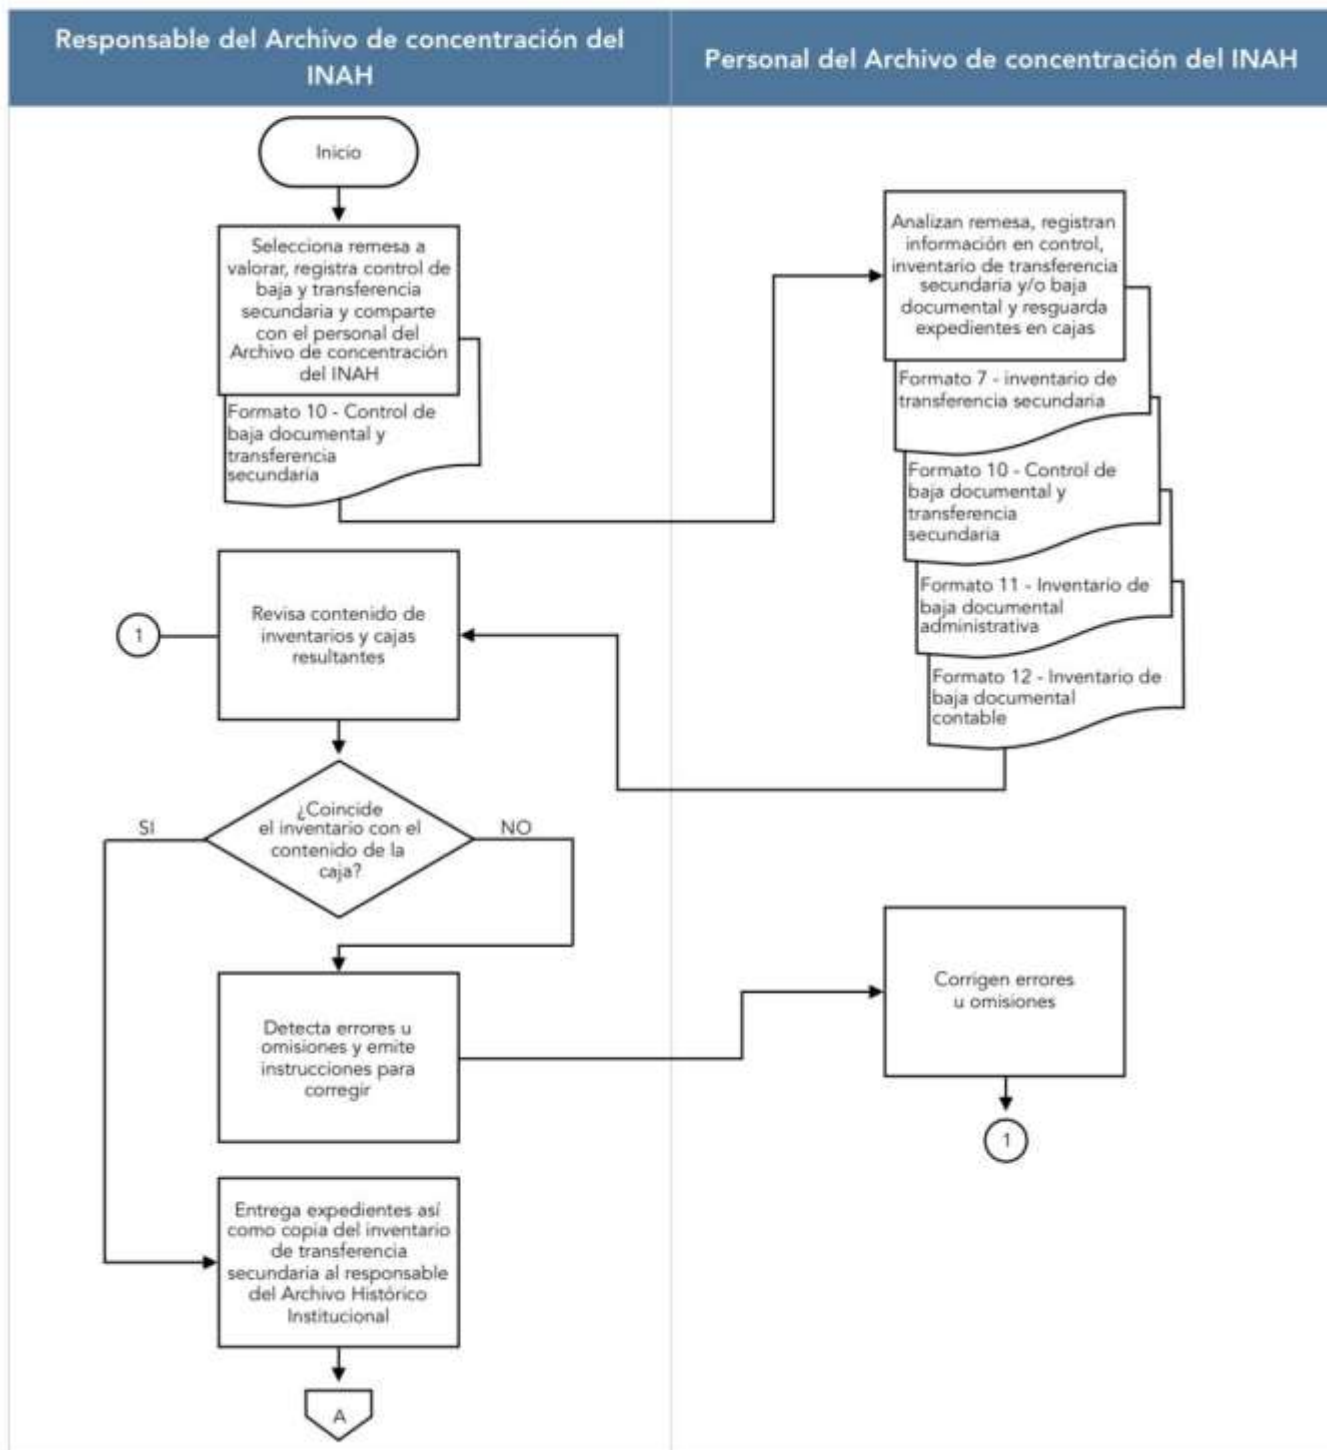 Responsable del Archivo de concentración del
INAH
Personal del Archivo de concentración del INAH
Inicio
Selecciona remesa a
valorar, registra control de
baja y transferencia
secundaria y comparte
con el personal del
Archivo de concentración
del INAH
Formato 10 - Control de
baja documental y
transferencia
secundaria
Analizan remesa, registran
información en control,
inventario de transferencia
secundaria y/o baja
documental y resguarda
expedientes en cajas
Formato 7 - inventario de
transferencia secundaria
Formato 10 - Control de
baja documental y
transferencia
secundaria
Formato 11 - Inventario de
baja documental
administrativa
Formato 12 - Inventario de
baja documental
contable
1
Revisa contenido de
inventarios y cajas
resultantes
¿Coincide
el inventario con el
contenido de la
caja?
SI
NO
Detecta errores u
omisiones y emite
instrucciones para
corregir
Corrigen errores
u omisiones
1
Entrega expedientes así
como copia del inventario
de transferencia
secundaria al responsable
del Archivo Histórico
Institucional
A